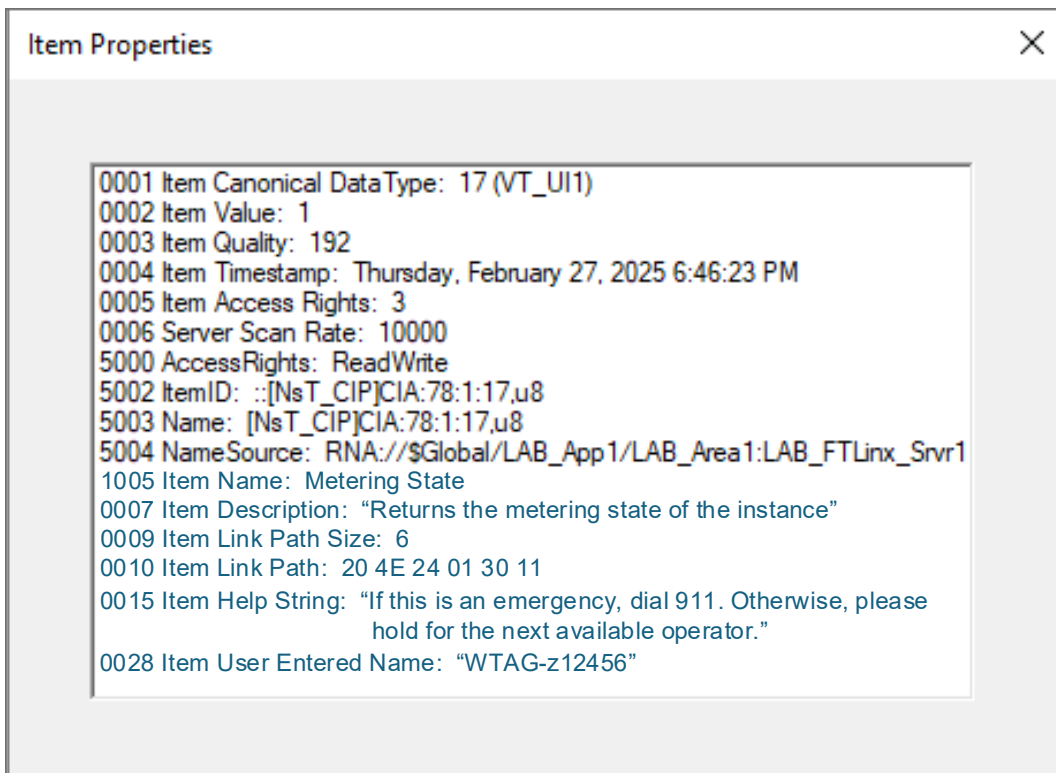 Item Properties
0001 Item Canonical DataType:  17 (VT_UI1)
0002 Item Value:  1
0003 Item Quality:  192
0004 Item Timestamp:  Thursday, February 27, 2025 6:46:23 PM
0005 Item Access Rights:  3
0006 Server Scan Rate:  10000
5000 AccessRights:  ReadWrite
5002 ItemID:  ::[NsT_CIP]CIA:78:1:17,u8
5003 Name:  [NsT_CIP]CIA:78:1:17,u8
5004 NameSource:  RNA://$Global/LAB_App1/LAB_Area1:LAB_FTLinx_Srvr1
1005 Item Name:  Metering State
0007 Item Description:  “Returns the metering state of the instance”
0009 Item Link Path Size:  6
0010 Item Link Path:  20 4E 24 01 30 11
0015 Item Help String:  “If this is an emergency, dial 911. Otherwise, please
hold for the next available operator.”
0028 Item User Entered Name:  “WTAG-z12456”